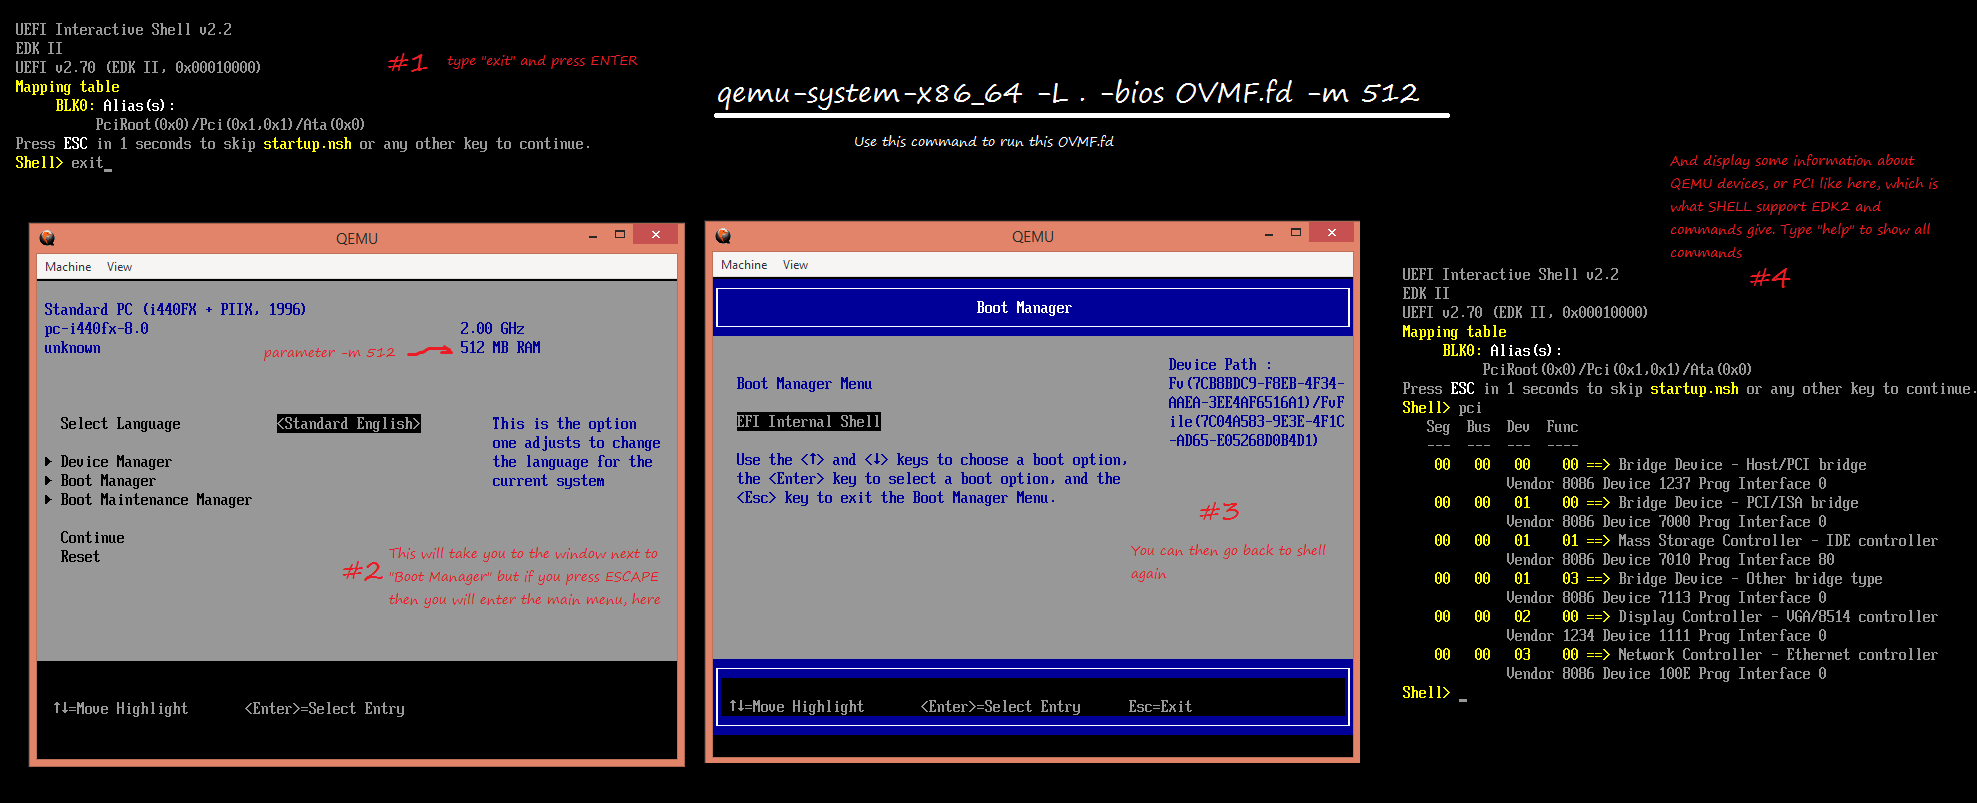 UEFI Interactive Shell v2.2
EDK II
UEFI v2.70 (EDK II, 0x00010000)
Mapping table
BLK0: Alias(s):
PciRoot(0x0)/Pci(0x1,0x1)/Ata(0x0)
Press ESC in 1 seconds to skip startup.nsh or any other key to continue.
Shell> exit_
#1 type "exit" and press ENTER
qemu-system-x86_64 -L . -bios OVMF.fd -m 512
Use this command to run this OVMF.fd
QEMU
Machine View
Standard PC (i440FX + PIIX, 1996)
pc-i440fx-8.0 2.00 GHz
unknown 512 MB RAM
parameter -m 512
Select Language <Standard English>
Device Manager
Boot Manager
Boot Maintenance Manager
Continue
Reset
This is the option
one adjusts to change
the language for the
current system
#2 This will take you to the window next to
"Boot Manager" but if you press ESCAPE
then you will enter the main menu, here
↑↓=Move Highlight <Enter>=Select Entry
QEMU
Machine View
Boot Manager
Boot Manager Menu
EFI Internal Shell
Use the <↑> and <↓> keys to choose a boot option,
the <Enter> key to select a boot option, and the
<Esc> key to exit the Boot Manager Menu.
Device Path :
Fv(7CB8BDC9-F8EB-4F34-
AAEA-3EE4AF6516A1)/FvF
ile(7C04A583-9E3E-4F1C
-AD65-E05268D0B4D1)
#3
You can then go back to shell
again
↑↓=Move Highlight <Enter>=Select Entry Esc=Exit
And display some information about
QEMU devices, or PCI like here, which is
what SHELL support EDK2 and
commands give. Type "help" to show all
commands
#4
UEFI Interactive Shell v2.2
EDK II
UEFI v2.70 (EDK II, 0x00010000)
Mapping table
BLK0: Alias(s):
PciRoot(0x0)/Pci(0x1,0x1)/Ata(0x0)
Press ESC in 1 seconds to skip startup.nsh or any other key to continue.
Shell> pci
Seg Bus Dev Func
--- --- --- ----
00 00 00 00 ==> Bridge Device - Host/PCI bridge
Vendor 8086 Device 1237 Prog Interface 0
00 00 01 00 ==> Bridge Device - PCI/ISA bridge
Vendor 8086 Device 7000 Prog Interface 0
00 00 01 01 ==> Mass Storage Controller - IDE controller
Vendor 8086 Device 7010 Prog Interface 80
00 00 01 03 ==> Bridge Device - Other bridge type
Vendor 8086 Device 7113 Prog Interface 0
00 00 02 00 ==> Display Controller - VGA/8514 controller
Vendor 1234 Device 1111 Prog Interface 0
00 00 03 00 ==> Network Controller - Ethernet controller
Vendor 8086 Device 100E Prog Interface 0
Shell> _